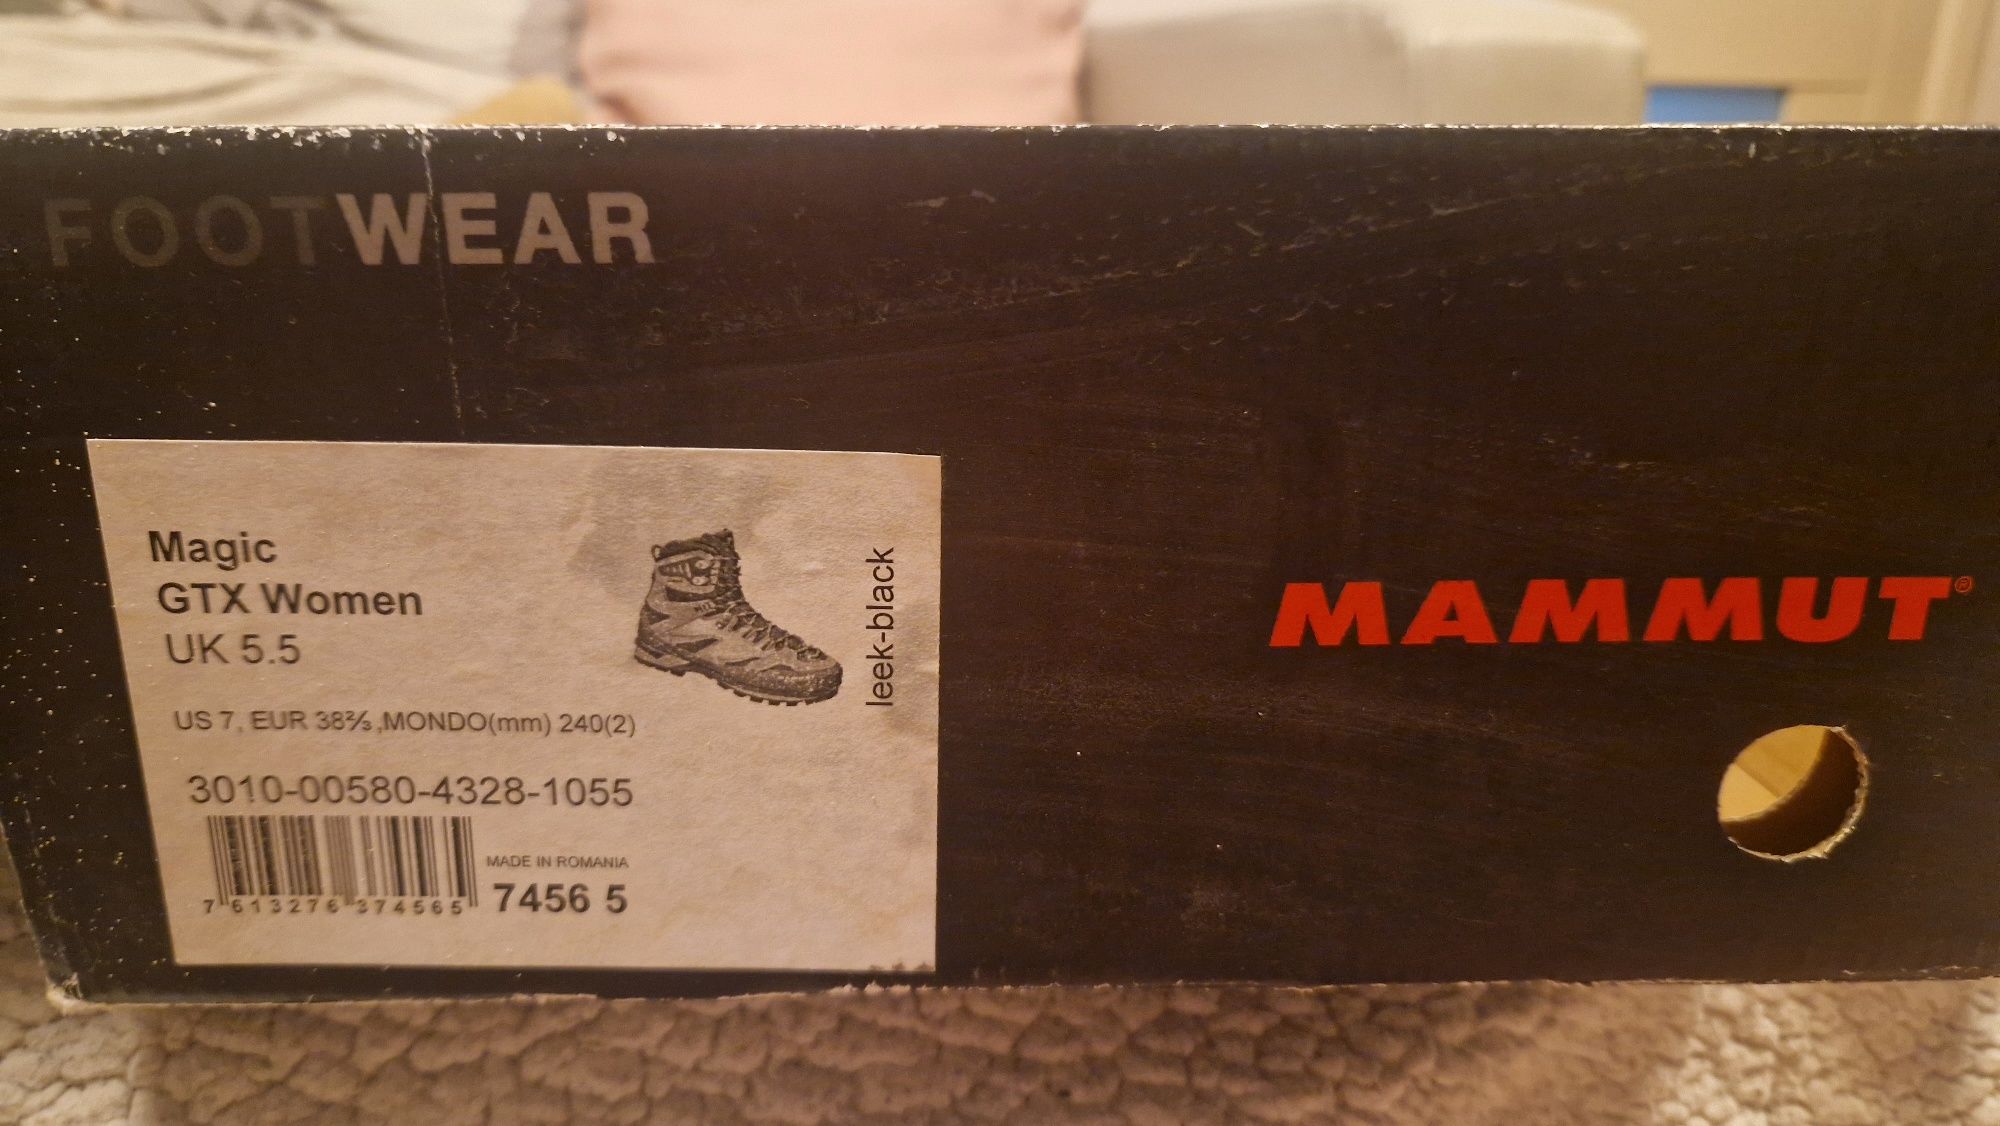 FOOTWEAR
Magic
GTX Women
UK 5.5
leek-black
US 7, EUR 38⅔,MONDO(mm) 240(2)
3010-00580-4328-1055
MADE IN ROMANIA
7 613276 374565
7456 5
MAMMUT®